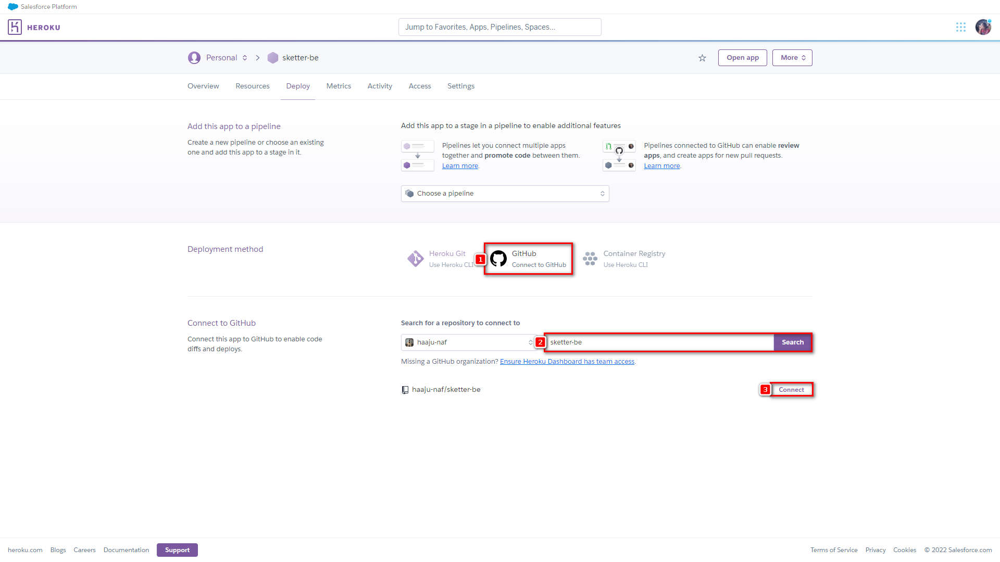 Salesforce Platform
HEROKU
Jump to Favorites, Apps, Pipelines, Spaces...
Personal
sketter-be
Open app
More
Overview
Resources
Deploy
Metrics
Activity
Access
Settings
Add this app to a pipeline
Create a new pipeline or choose an existing
one and add this app to a stage in it.
Add this app to a stage in a pipeline to enable additional features
Pipelines let you connect multiple apps
together and promote code between them.
Learn more.
Pipelines connected to GitHub can enable review
apps, and create apps for new pull requests.
Learn more.
Choose a pipeline
Deployment method
Heroku Git
Use Heroku CLI
1
GitHub
Connect to GitHub
Container Registry
Use Heroku CLI
Connect to GitHub
Connect this app to GitHub to enable code
diffs and deploys.
Search for a repository to connect to
haaju-naf
2
sketter-be
Search
Missing a GitHub organization? Ensure Heroku Dashboard has team access.
haaju-naf/sketter-be
3
Connect
heroku.com
Blogs
Careers
Documentation
Support
Terms of Service
Privacy
Cookies
© 2022 Salesforce.com